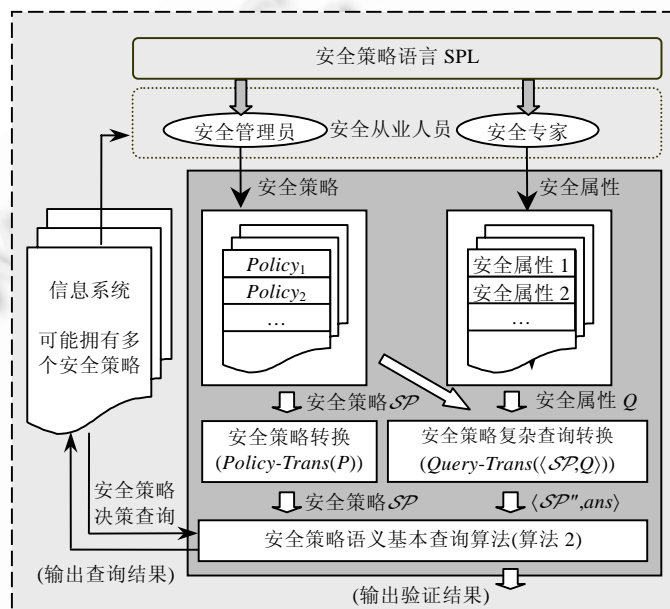 安全策略语言 SPL
安全管理员
安全从业人员
安全专家
安全策略
安全属性
信息系统
可能拥有多
个安全策略
Policy₁
Policy₂
…
安全属性 1
安全属性 2
…
安全策略𝒮𝒫
安全属性 Q
安全策略转换
(Policy-Trans(P))
安全策略复杂查询转换
(Query-Trans(⟨𝒮𝒫,Q⟩))
安全策略
决策查询
安全策略𝒮𝒫
⟨𝒮𝒫″,ans⟩
安全策略语义基本查询算法(算法 2)
(输出查询结果)
(输出验证结果)